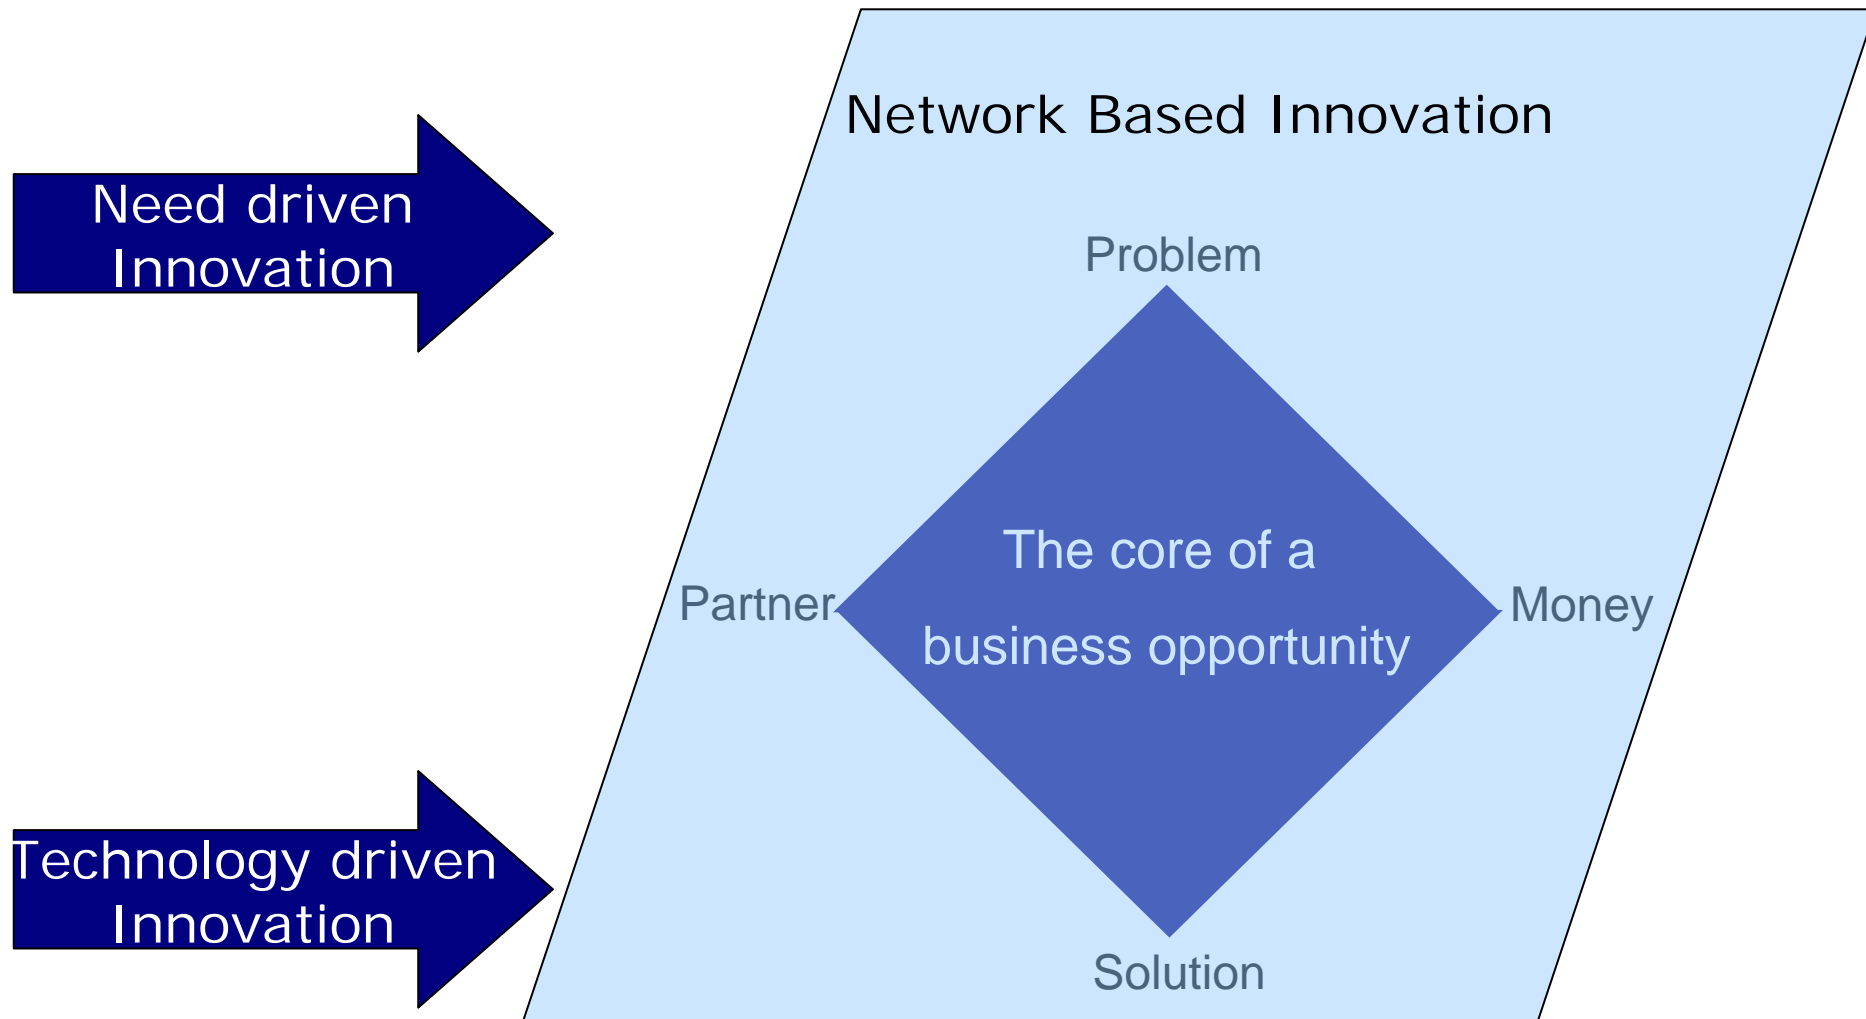 Network Based Innovation
Need driven
Innovation
Problem
The core of a
business opportunity
Partner
Money
Technology driven
Innovation
Solution